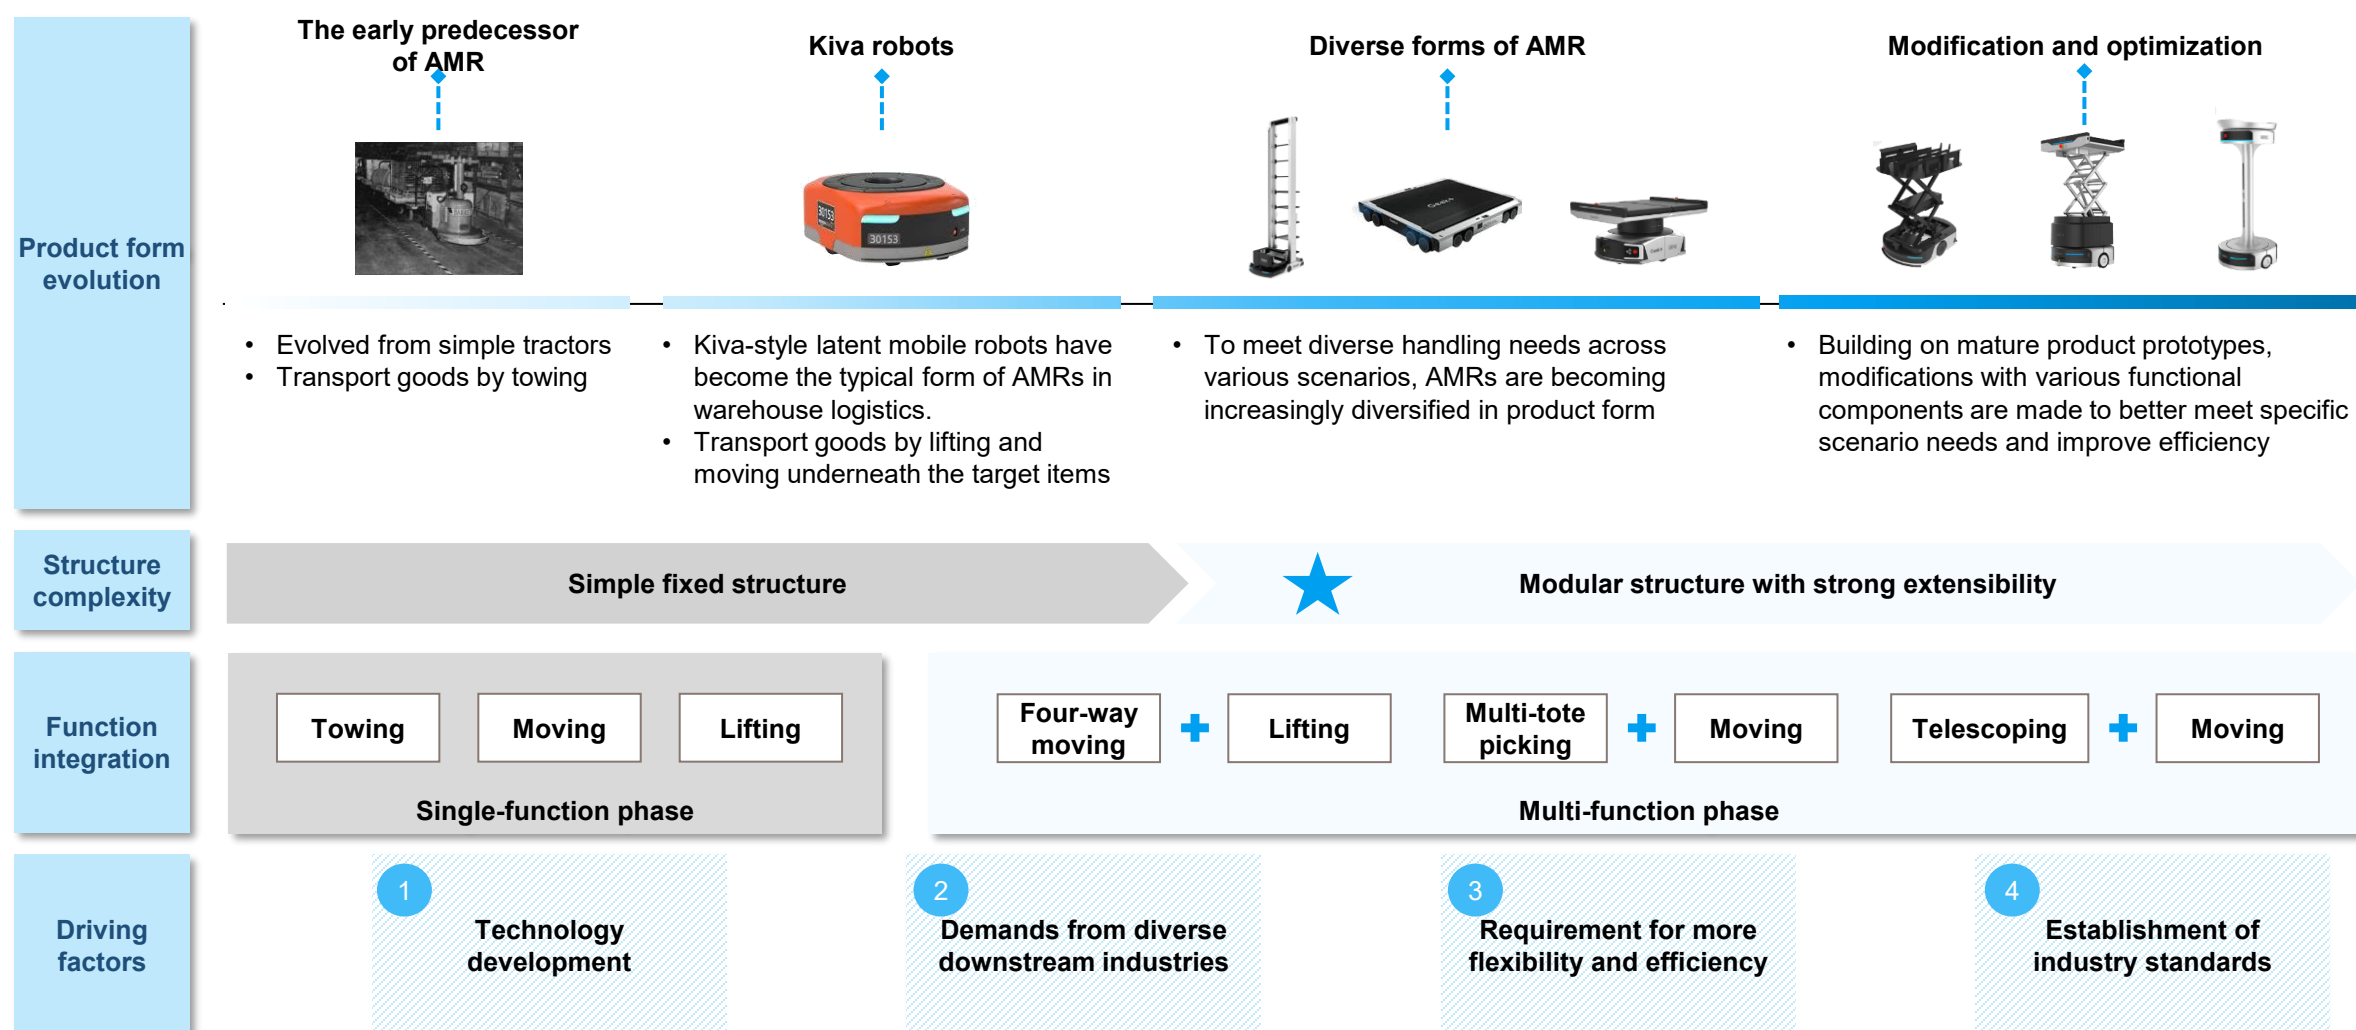 The early predecessor
of AMR
Kiva robots
Diverse forms of AMR
Modification and optimization
Product form
evolution
30153
30153
Geek+
• Evolved from simple tractors
• Transport goods by towing
• Kiva-style latent mobile robots have
become the typical form of AMRs in
warehouse logistics.
• Transport goods by lifting and
moving underneath the target items
• To meet diverse handling needs across
various scenarios, AMRs are becoming
increasingly diversified in product form
• Building on mature product prototypes,
modifications with various functional
components are made to better meet specific
scenario needs and improve efficiency
Structure
complexity
Simple fixed structure
Modular structure with strong extensibility
Function
integration
Towing
Moving
Lifting
Single-function phase
Four-way
moving
Lifting
Multi-tote
picking
Moving
Telescoping
Moving
Multi-function phase
Driving
factors
1
Technology
development
2
Demands from diverse
downstream industries
3
Requirement for more
flexibility and efficiency
4
Establishment of
industry standards